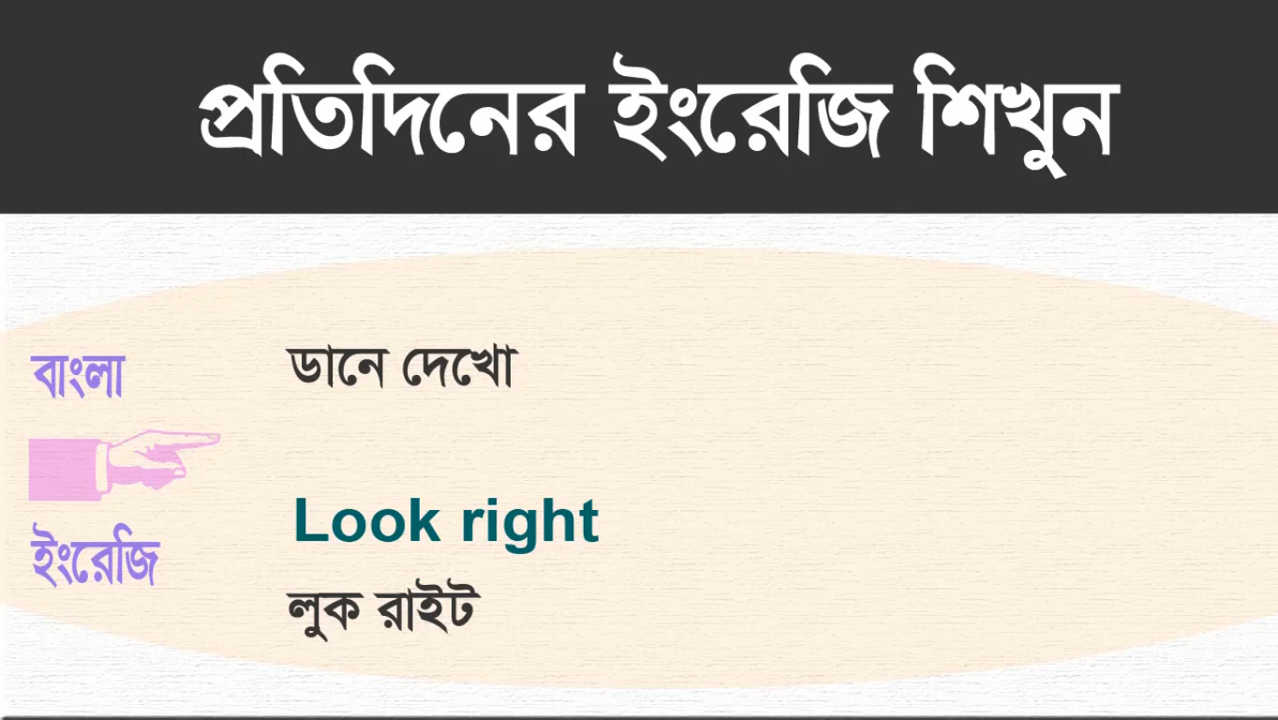 প্রতিদিনের ইংরেজি শিখুন
বাংলা
ডানে দেখো
ইংরেজি
Look right
লুক রাইট